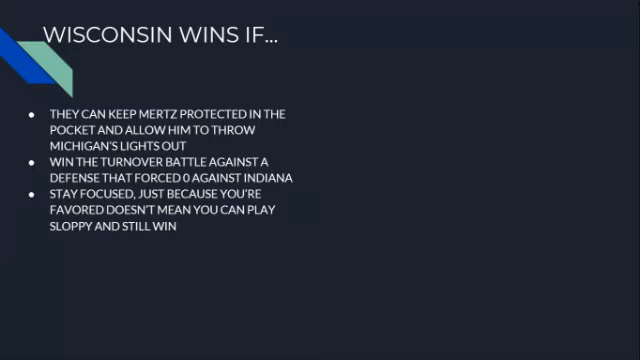 WISCONSIN WINS IF...
● THEY CAN KEEP MERTZ PROTECTED IN THE
POCKET AND ALLOW HIM TO THROW
MICHIGAN'S LIGHTS OUT
● WIN THE TURNOVER BATTLE AGAINST A
DEFENSE THAT FORCED 0 AGAINST INDIANA
● STAY FOCUSED, JUST BECAUSE YOU'RE
FAVORED DOESN'T MEAN YOU CAN PLAY
SLOPPY AND STILL WIN